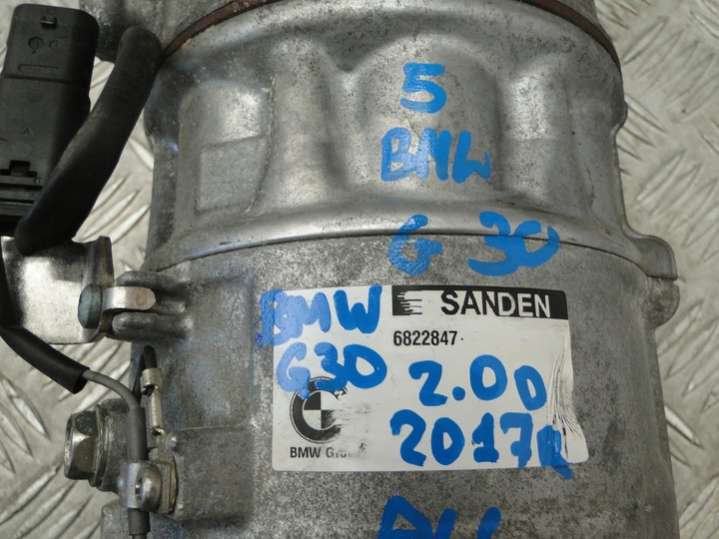 5
BMW
G 30
SANDEN
BMW
6822847
G30
2.0D
2017R
BMW